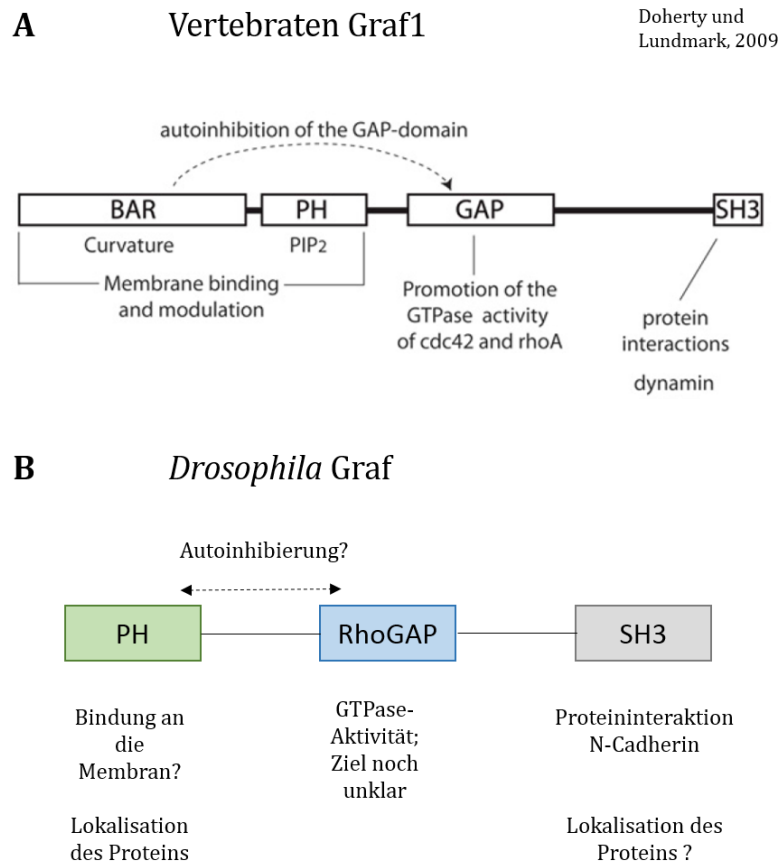 A
Vertebraten Graf1
Doherty und
Lundmark, 2009
autoinhibition of the GAP-domain
BAR
PH
GAP
SH3
Curvature
PIP2
Membrane binding
and modulation
Promotion of the
GTPase activity
of cdc42 and rhoA
protein
interactions
dynamin
B
Drosophila Graf
Autoinhibierung?
PH
RhoGAP
SH3
Bindung an
die
Membran?
GTPase-
Aktivität;
Ziel noch
unklar
Proteininteraktion
N-Cadherin
Lokalisation
des Proteins
Lokalisation des
Proteins ?